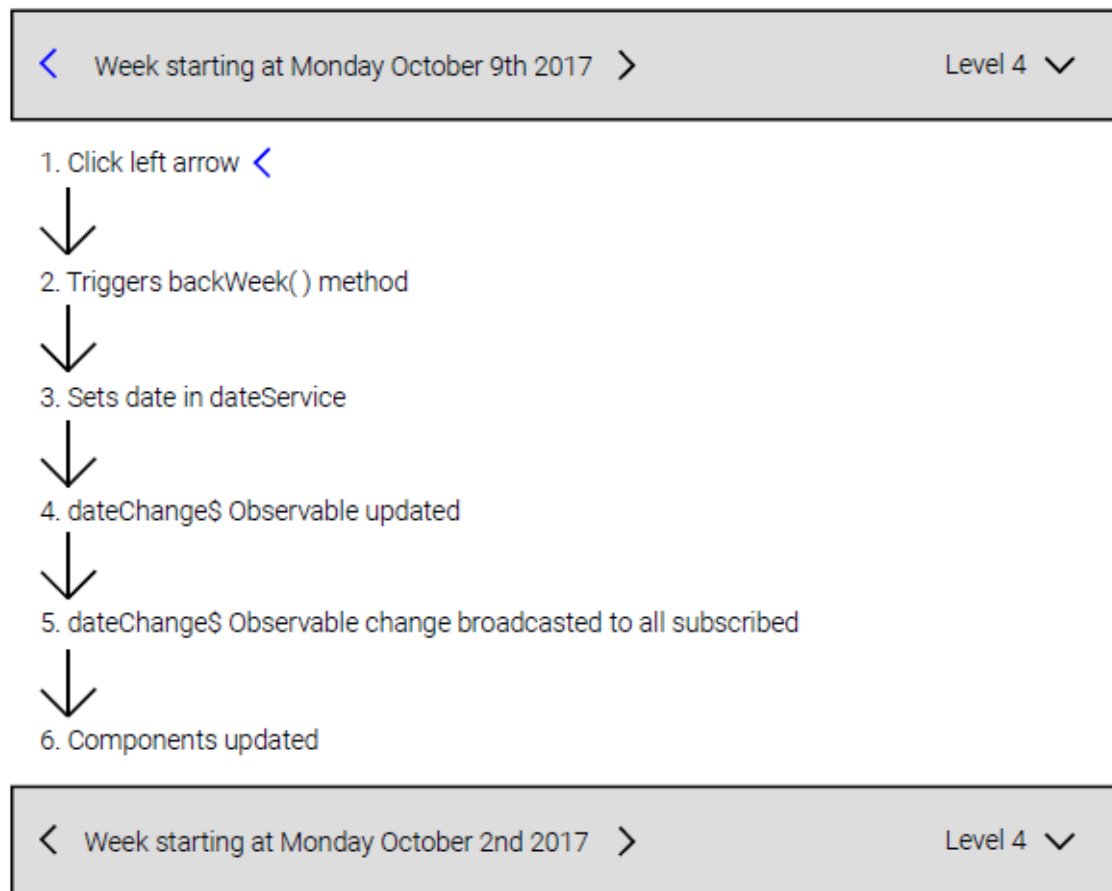 Week starting at Monday October 9th 2017 Level 4
1. Click left arrow
2. Triggers backWeek( ) method
3. Sets date in dateService
4. dateChange$ Observable updated
5. dateChange$ Observable change broadcasted to all subscribed
6. Components updated
Week starting at Monday October 2nd 2017 Level 4